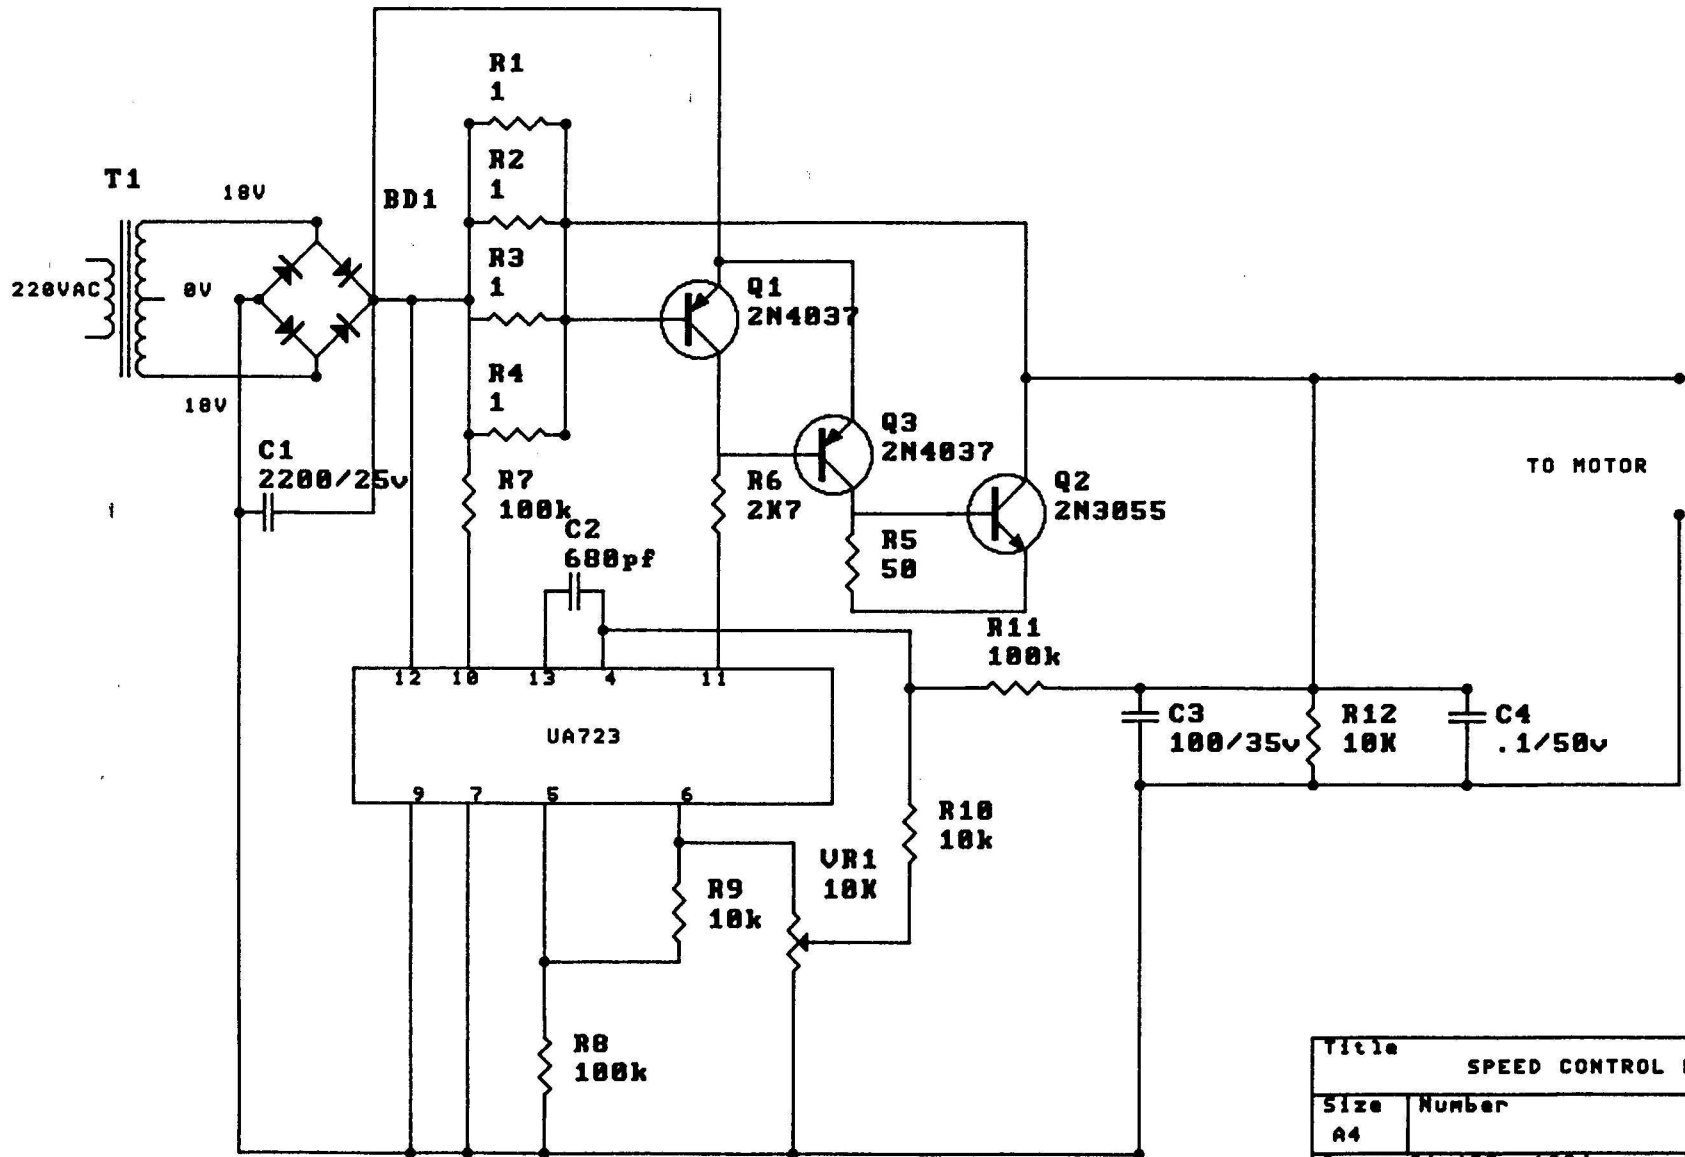 R1
1
R2
1
T1
18V
BD1
R3
1
220VAC
0V
Q1
2N4037
R4
1
18V
C1
2200/25v
Q3
2N4037
TO MOTOR
R7
100k
R6
2K7
Q2
2N3055
C2
680pf
R5
50
R11
100k
12 10 13 4 11
UA723
C3
100/35v
R12
10K
C4
.1/50v
9 7 5 6
R10
10k
VR1
10K
R9
10k
R8
100k
Title
SPEED CONTROL
Size
Number
A4